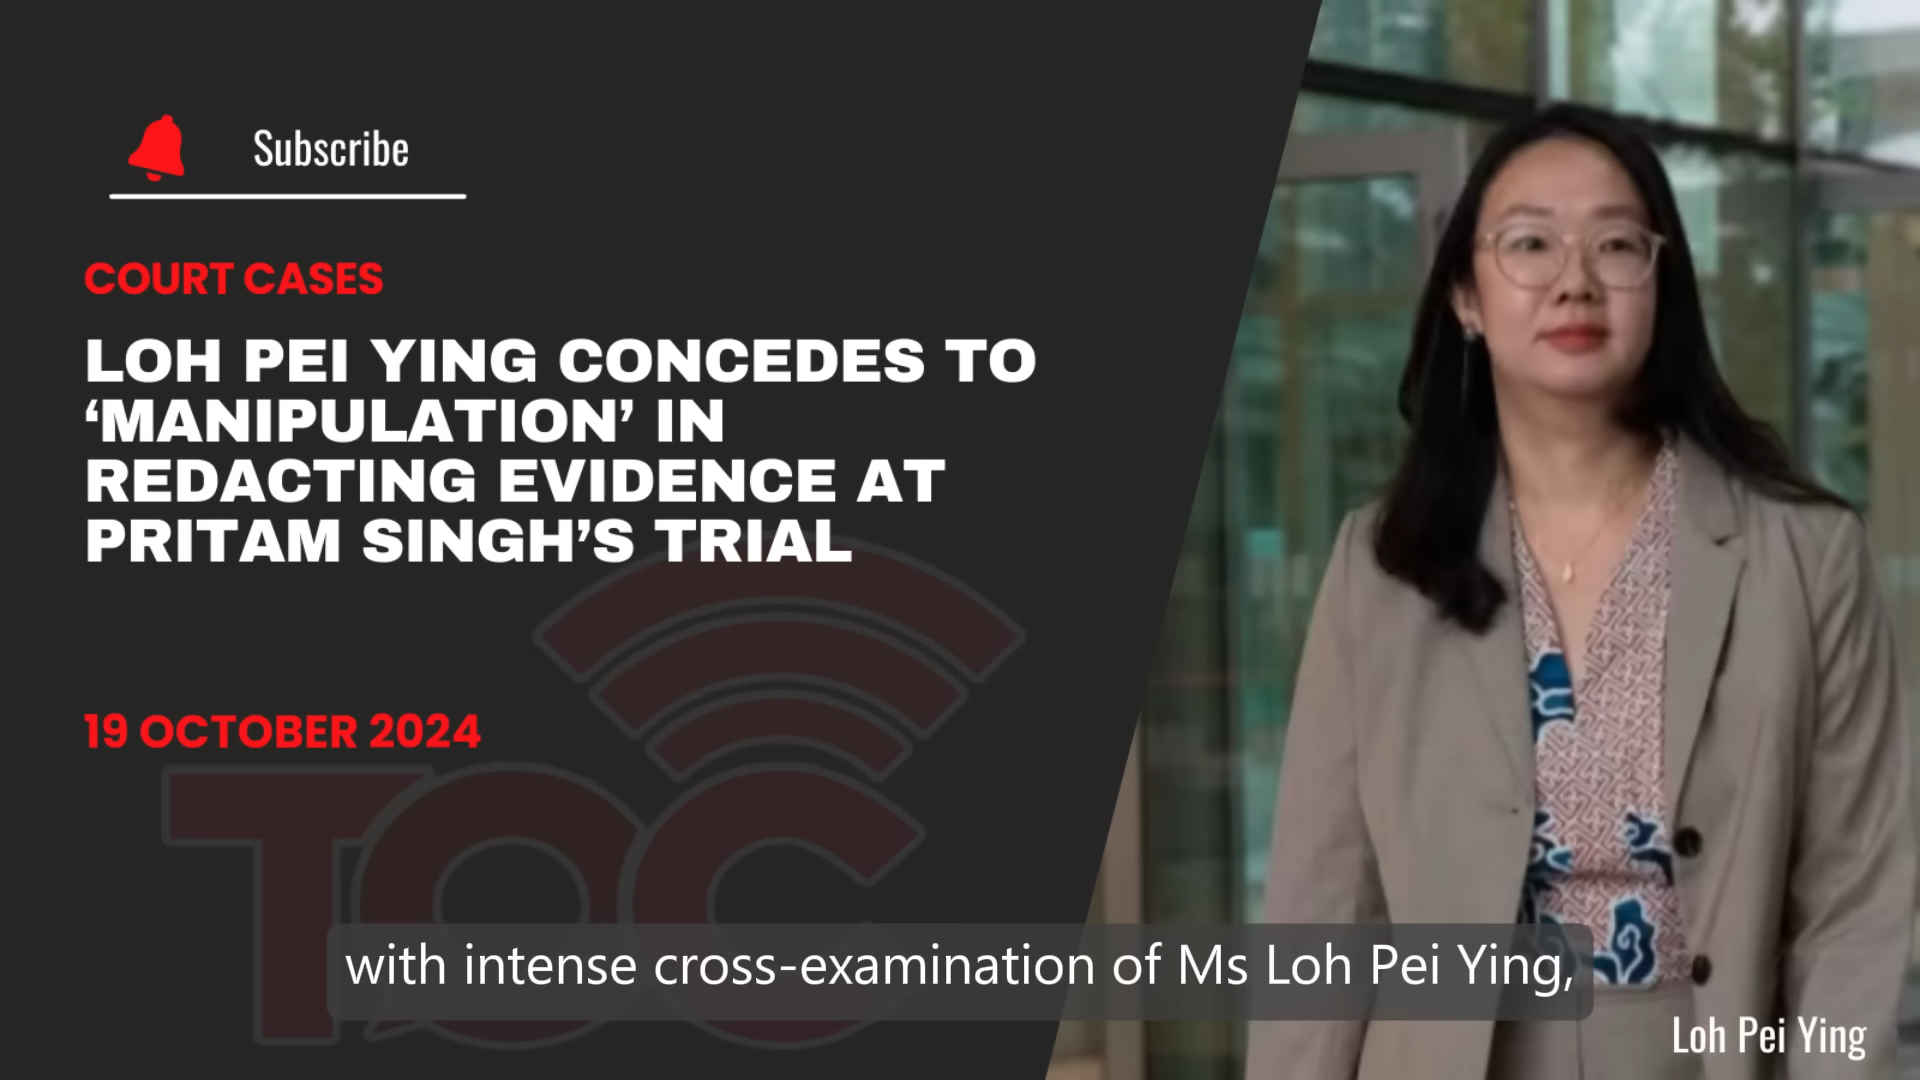 Subscribe
COURT CASES
LOH PEI YING CONCEDES TO
‘MANIPULATION’ IN
REDACTING EVIDENCE AT
PRITAM SINGH’S TRIAL
19 OCTOBER 2024
TOC
with intense cross-examination of Ms Loh Pei Ying,
Loh Pei Ying